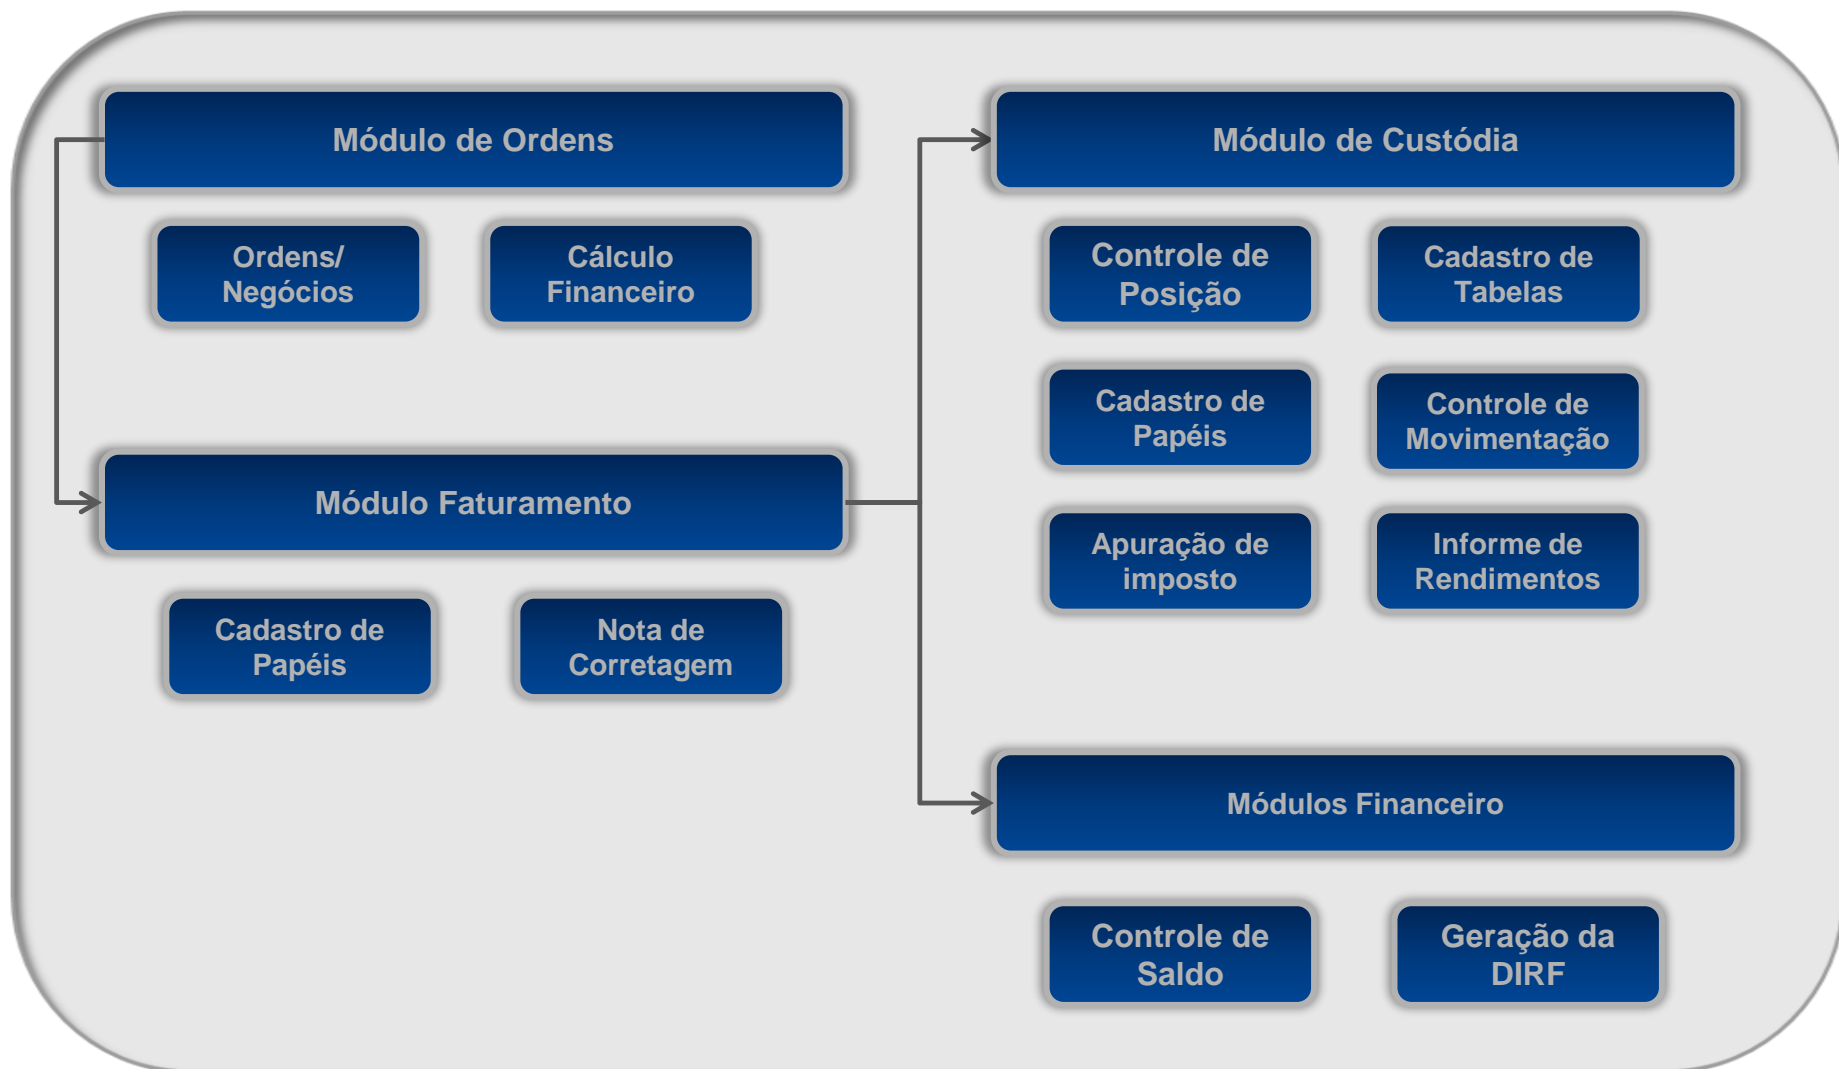 Módulo de Ordens
Ordens/
Negócios
Cálculo
Financeiro
Módulo Faturamento
Cadastro de
Papéis
Nota de
Corretagem
Módulo de Custódia
Controle de
Posição
Cadastro de
Tabelas
Cadastro de
Papéis
Controle de
Movimentação
Apuração de
imposto
Informe de
Rendimentos
Módulos Financeiro
Controle de
Saldo
Geração da
DIRF